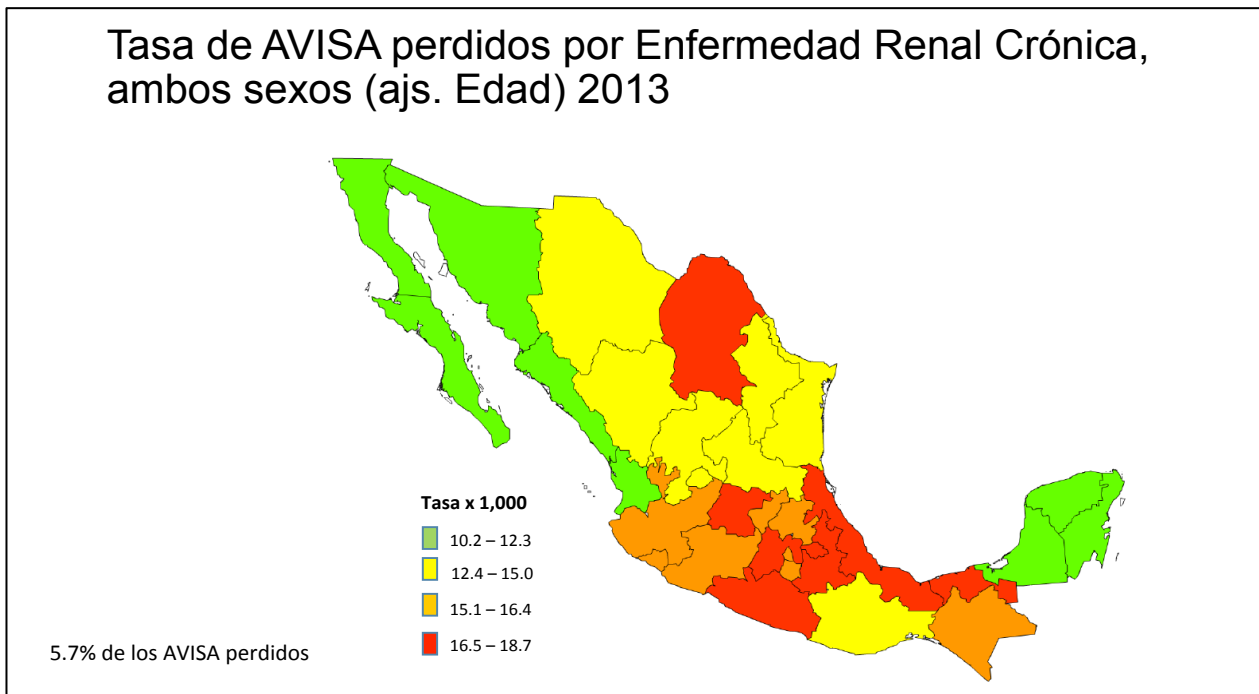 Tasa de AVISA perdidos por Enfermedad Renal Crónica,
ambos sexos (ajs. Edad) 2013
Tasa x 1,000
10.2 – 12.3
12.4 – 15.0
15.1 – 16.4
16.5 – 18.7
5.7% de los AVISA perdidos